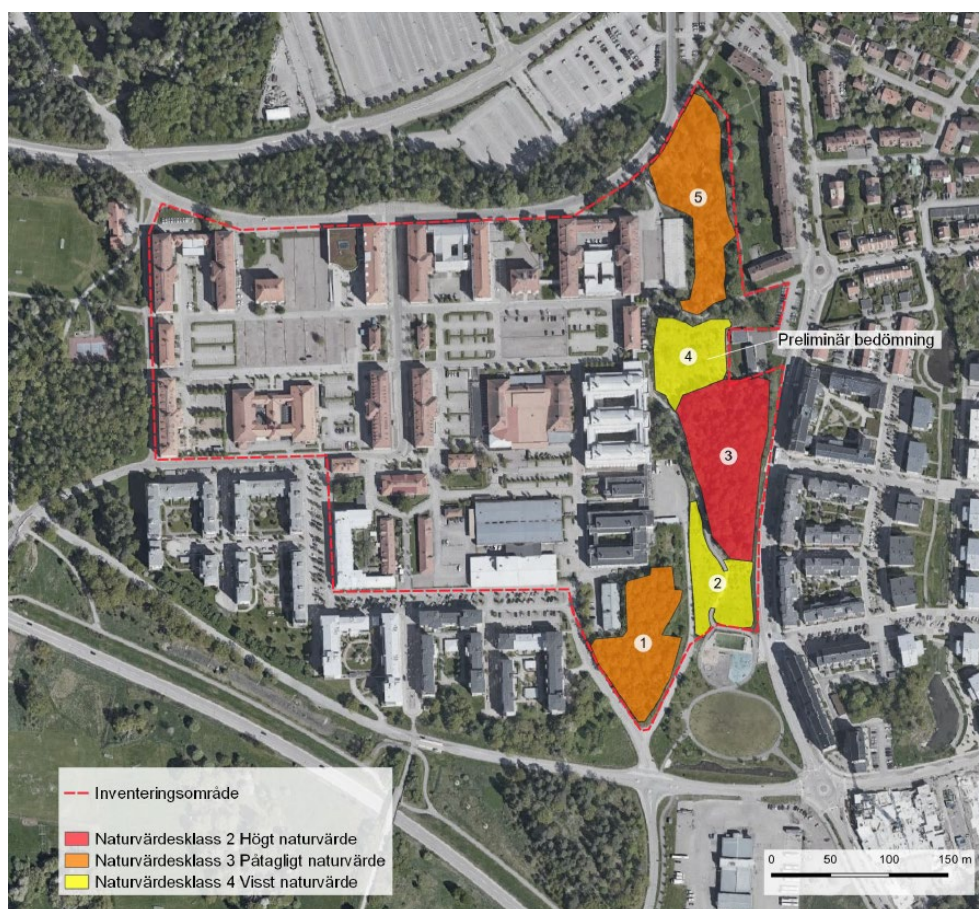 5
4
Preliminär bedömning
3
2
1
Inventeringsområde
Naturvärdesklass 2 Högt naturvärde
Naturvärdesklass 3 Påtagligt naturvärde
Naturvärdesklass 4 Visst naturvärde
0 50 100 150 m